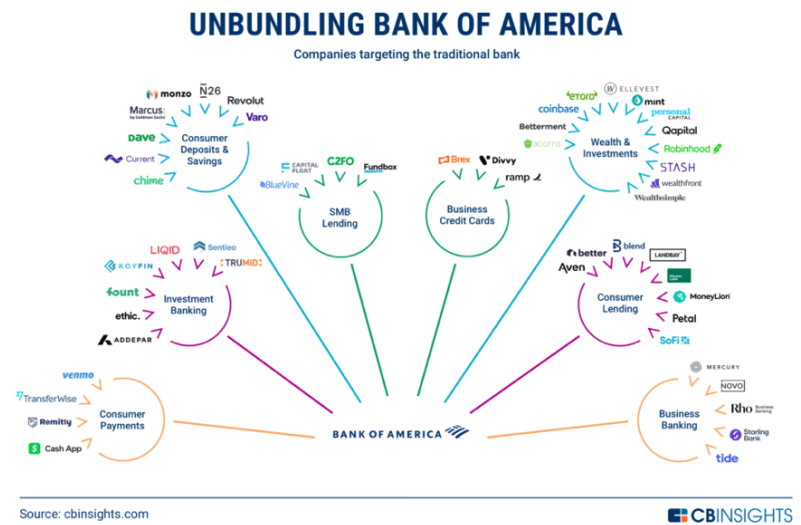 UNBUNDLING BANK OF AMERICA
Companies targeting the traditional bank
monzo
N26
Revolut
Varo
Marcus:
by Goldman Sachs
DAVE
Current
chime
Consumer
Deposits &
Savings
CAPITAL
FLOAT
C2FO
Fundbox
BlueVine
SMB
Lending
Brex
Divvy
ramp
Business
Credit Cards
eTORO
ELLEVEST
coinbase
mint
personal
CAPITAL
Betterment
Qapital
acorns
Robinhood
STASH
wealthfront
Wealthsimple
Wealth &
Investments
LIQID
Sentieo
KOYFIN
TRUMID
fount
ethic.
ADDEPAR
Investment
Banking
better
blend
LANDBAY
Aven
MoneyLion
Petal
SoFi
Consumer
Lending
venmo
TransferWise
Remitly
Cash App
Consumer
Payments
BANK OF AMERICA
MERCURY
NOVO
Rho Business
Banking
Starling
Bank
tide
Business
Banking
Source: cbinsights.com
CBINSIGHTS